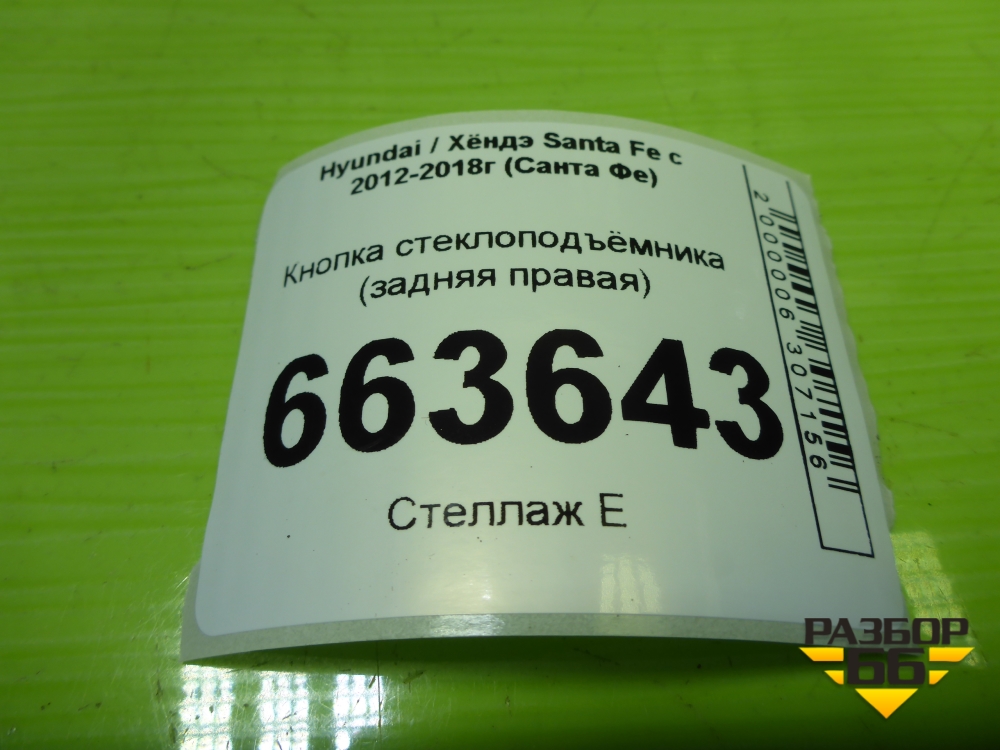 Hyundai / Хёндэ Santa Fe с
2012-2018г (Санта Фе)
Кнопка стеклоподъёмника
(задняя правая)
663643
Стеллаж Е
2000006307156
РАЗБОР
66